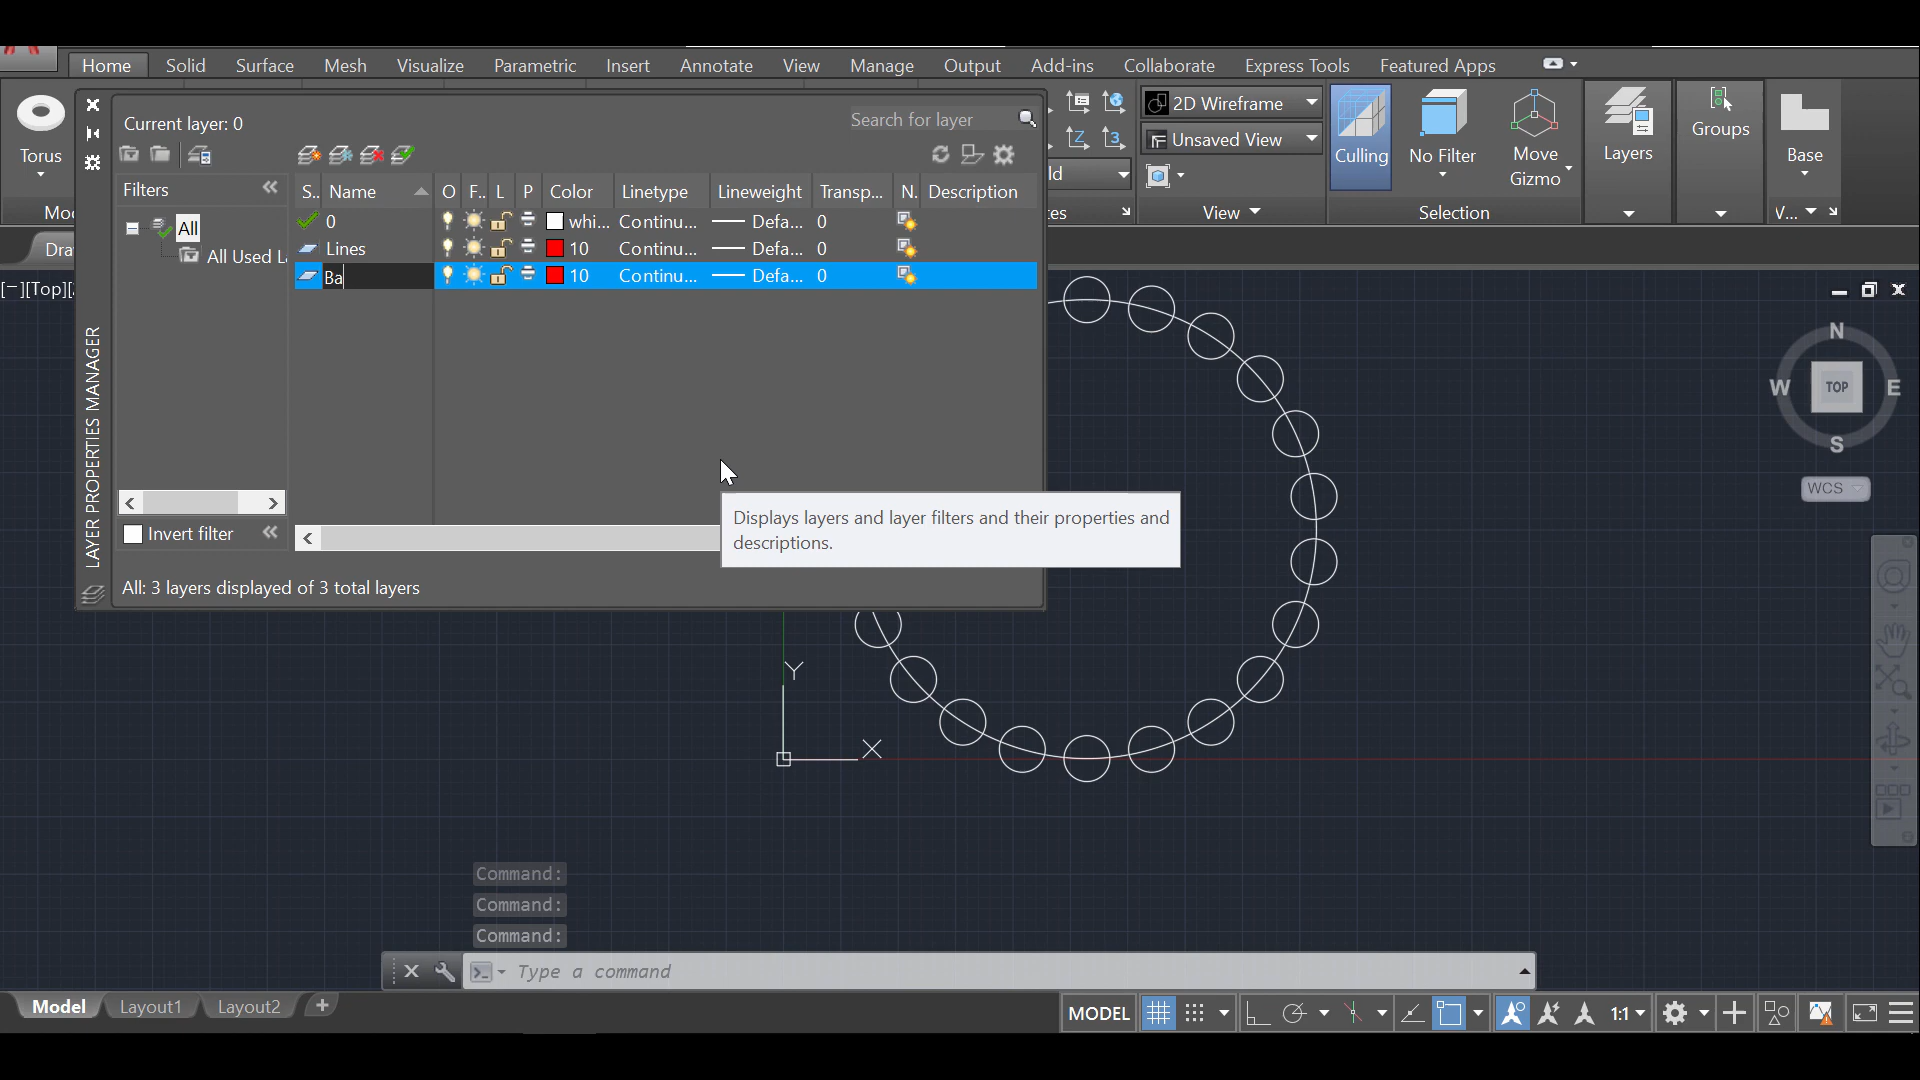 Home Solid Surface Mesh Visualize Parametric Insert Annotate View Manage Output Add-ins Collaborate Express Tools Featured Apps
Torus
Current layer: 0
Search for layer
Filters
All
All Used L
Invert filter
S.. Name O F.. L P Color Linetype Lineweight Transp... N. Description
0 whi... Continu... Defa... 0
Lines 10 Continu... Defa... 0
Ba 10 Continu... Defa... 0
LAYER PROPERTIES MANAGER
Displays layers and layer filters and their properties and
descriptions.
All: 3 layers displayed of 3 total layers
2D Wireframe
Unsaved View
View
Culling
No Filter
Move
Gizmo
Selection
Layers
Groups
Base
V...
[−][Top][
N
W TOP E
S
WCS
Y
X
Command:
Command:
Command:
Type a command
Model Layout1 Layout2
MODEL 1:1